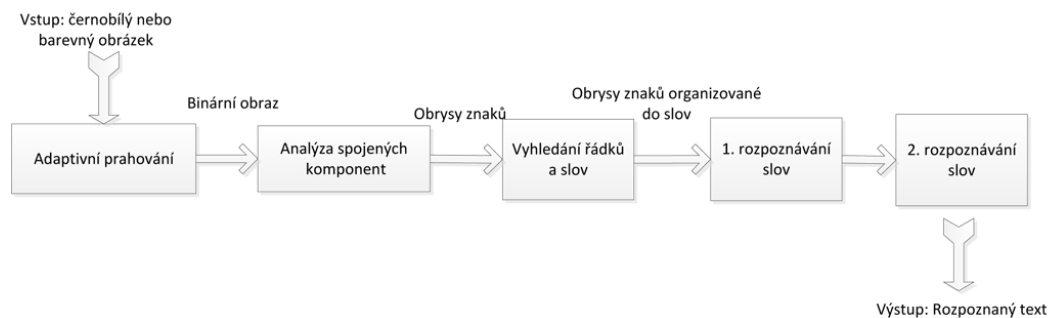 Vstup: černobílý nebo
barevný obrázek
Adaptivní prahování
Binární obraz
Analýza spojených
komponent
Obrysy znaků
Vyhledání řádků
a slov
Obrysy znaků organizované
do slov
1. rozpoznávání
slov
2. rozpoznávání
slov
Výstup: Rozpoznaný text